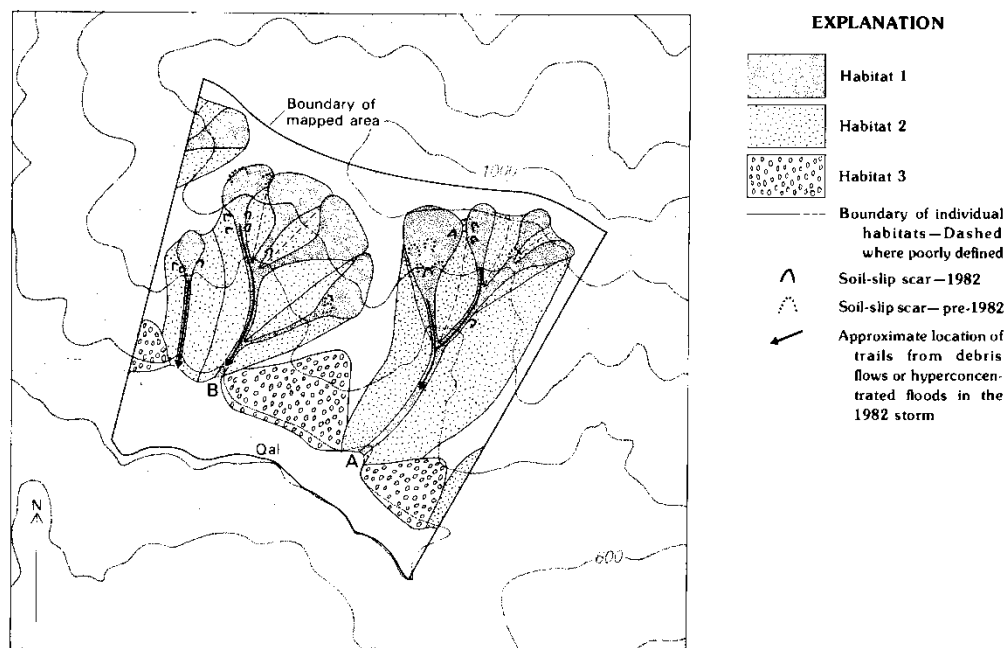 EXPLANATION
Habitat 1
Habitat 2
Habitat 3
Boundary of individual
habitats—Dashed
where poorly defined
Soil-slip scar—1982
Soil-slip scar—pre-1982
Approximate location of
trails from debris
flows or hyperconcen-
trated floods in the
1982 storm
Boundary of
mapped area
1000
A
B
Qal
A
N
600